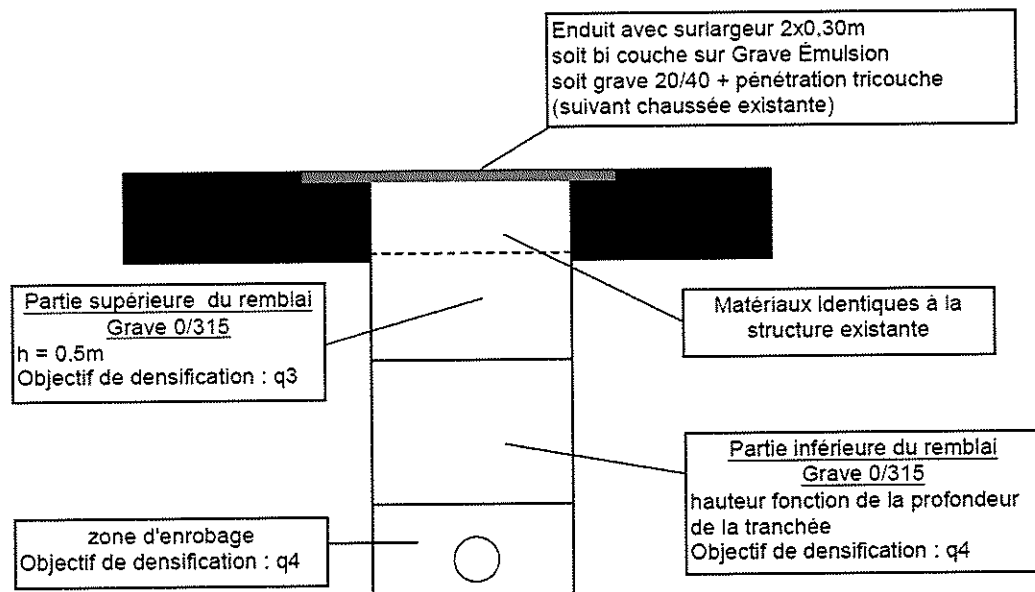 Enduit avec surlargeur 2x0,30m
soit bi couche sur Grave Émulsion
soit grave 20/40 + pénétration tricouche
(suivant chaussée existante)
Partie supérieure du remblai
Grave 0/315
h = 0,5m
Objectif de densification : q3
Matériaux identiques à la
structure existante
Partie inférieure du remblai
Grave 0/315
hauteur fonction de la profondeur
de la tranchée
Objectif de densification : q4
zone d'enrobage
Objectif de densification : q4